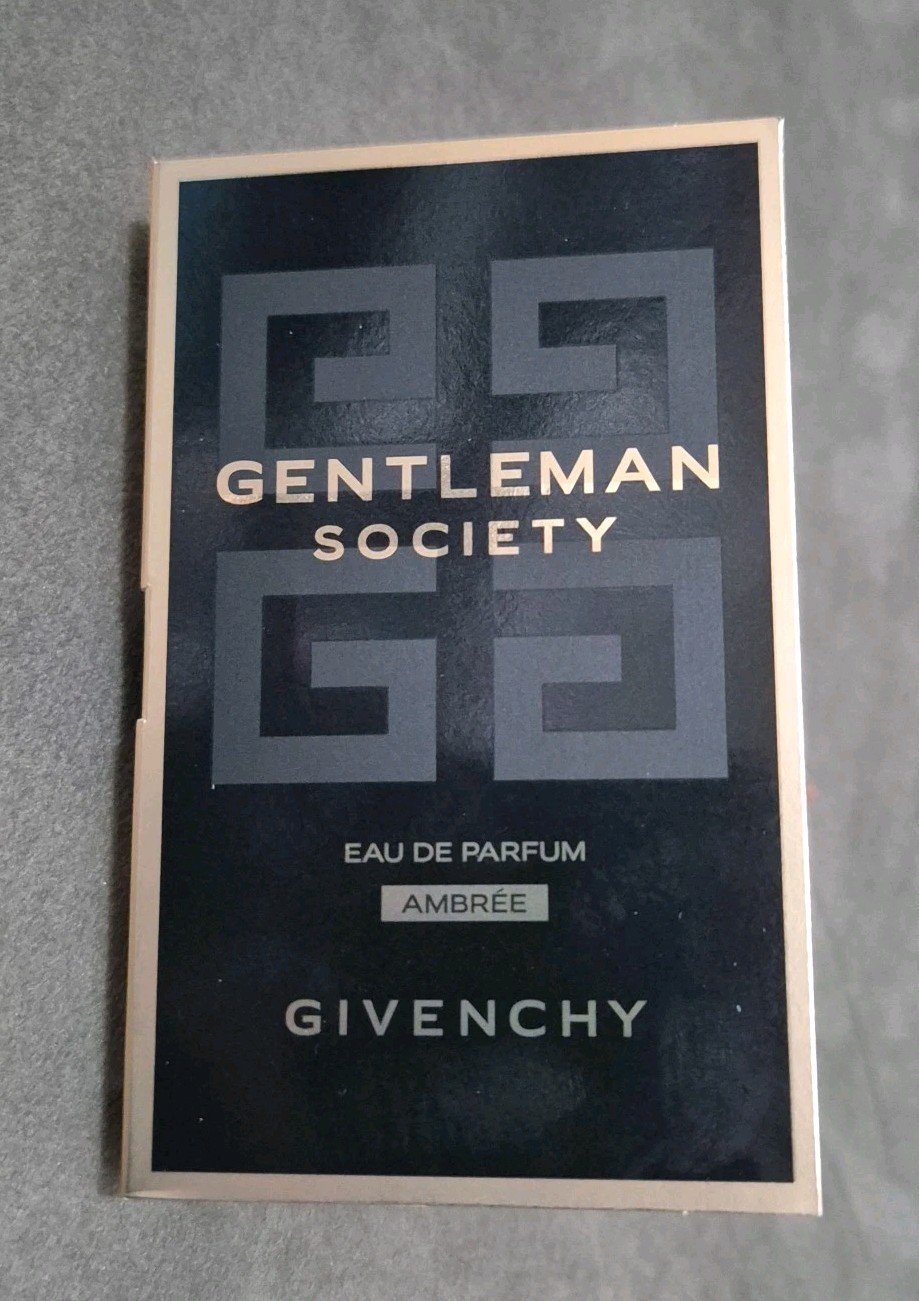 GENTLEMAN
SOCIETY
EAU DE PARFUM
AMBRÉE
GIVENCHY